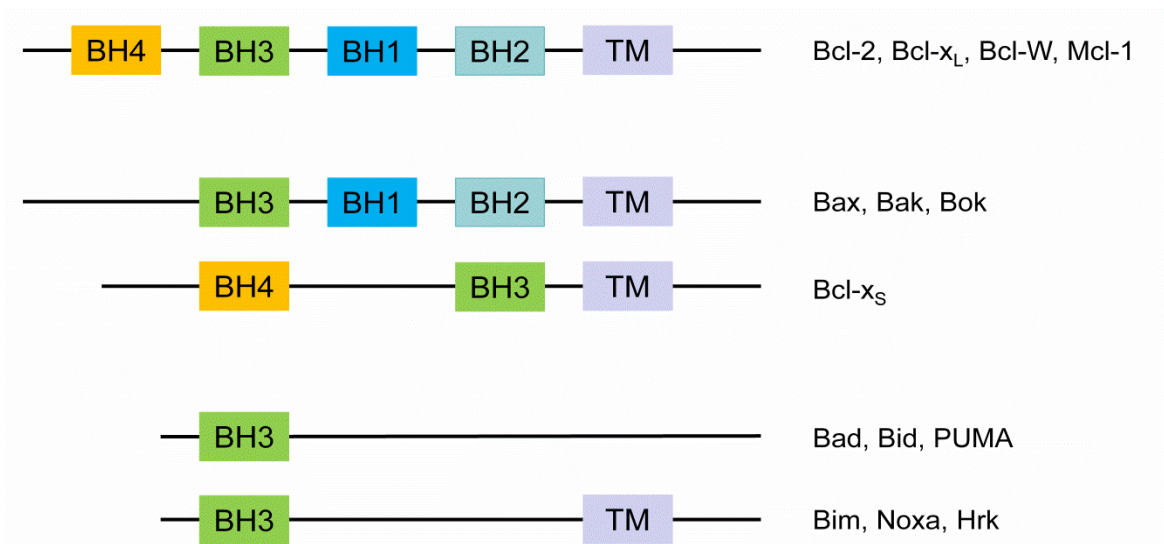 BH4 BH3 BH1 BH2 TM Bcl-2, Bcl-xL, Bcl-W, Mcl-1
BH3 BH1 BH2 TM Bax, Bak, Bok
BH4 BH3 TM Bcl-xS
BH3 Bad, Bid, PUMA
BH3 TM Bim, Noxa, Hrk